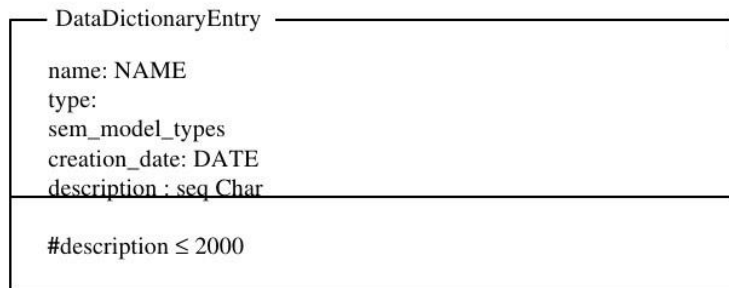 DataDictionaryEntry
name: NAME
type:
sem_model_types
creation_date: DATE
description : seq Char
#description ≤ 2000